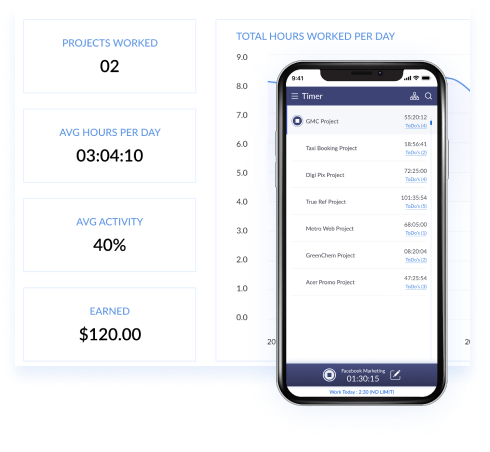 PROJECTS WORKED
02
AVG HOURS PER DAY
03:04:10
AVG ACTIVITY
40%
EARNED
$120.00
TOTAL HOURS WORKED PER DAY
9.0
8.0
7.0
6.0
5.0
4.0
3.0
2.0
1.0
0.0
20
2
9:41
Timer
GMC Project 55:20:12
ToDo's (4)
Taxi Booking Project 18:56:41
ToDo's (2)
Digi Pix Project 72:25:00
ToDo's (4)
True Ref Project 101:35:54
ToDo's (5)
Metro Web Project 68:05:00
ToDo's (1)
GreenChem Project 08:20:04
ToDo's (2)
Acer Promo Project 47:25:54
ToDo's (3)
Facebook Marketing
01:30:15
Work Today : 2:30 (NO LIMIT)